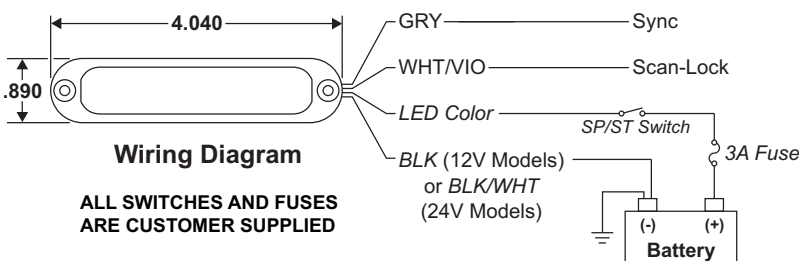 4.040
.890
GRY Sync
WHT/VIO Scan-Lock
LED Color
SP/ST Switch
3A Fuse
BLK (12V Models)
or BLK/WHT
(24V Models)
Wiring Diagram
ALL SWITCHES AND FUSES
ARE CUSTOMER SUPPLIED
(-) (+)
Battery